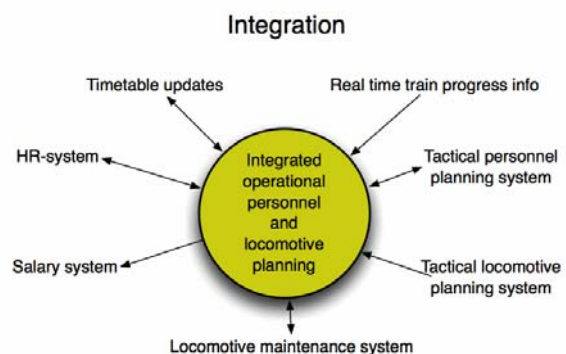 Integration
Timetable updates
Real time train progress info
HR-system
Integrated
operational
personnel
and
locomotive
planning
Tactical personnel
planning system
Salary system
Tactical locomotive
planning system
Locomotive maintenance system